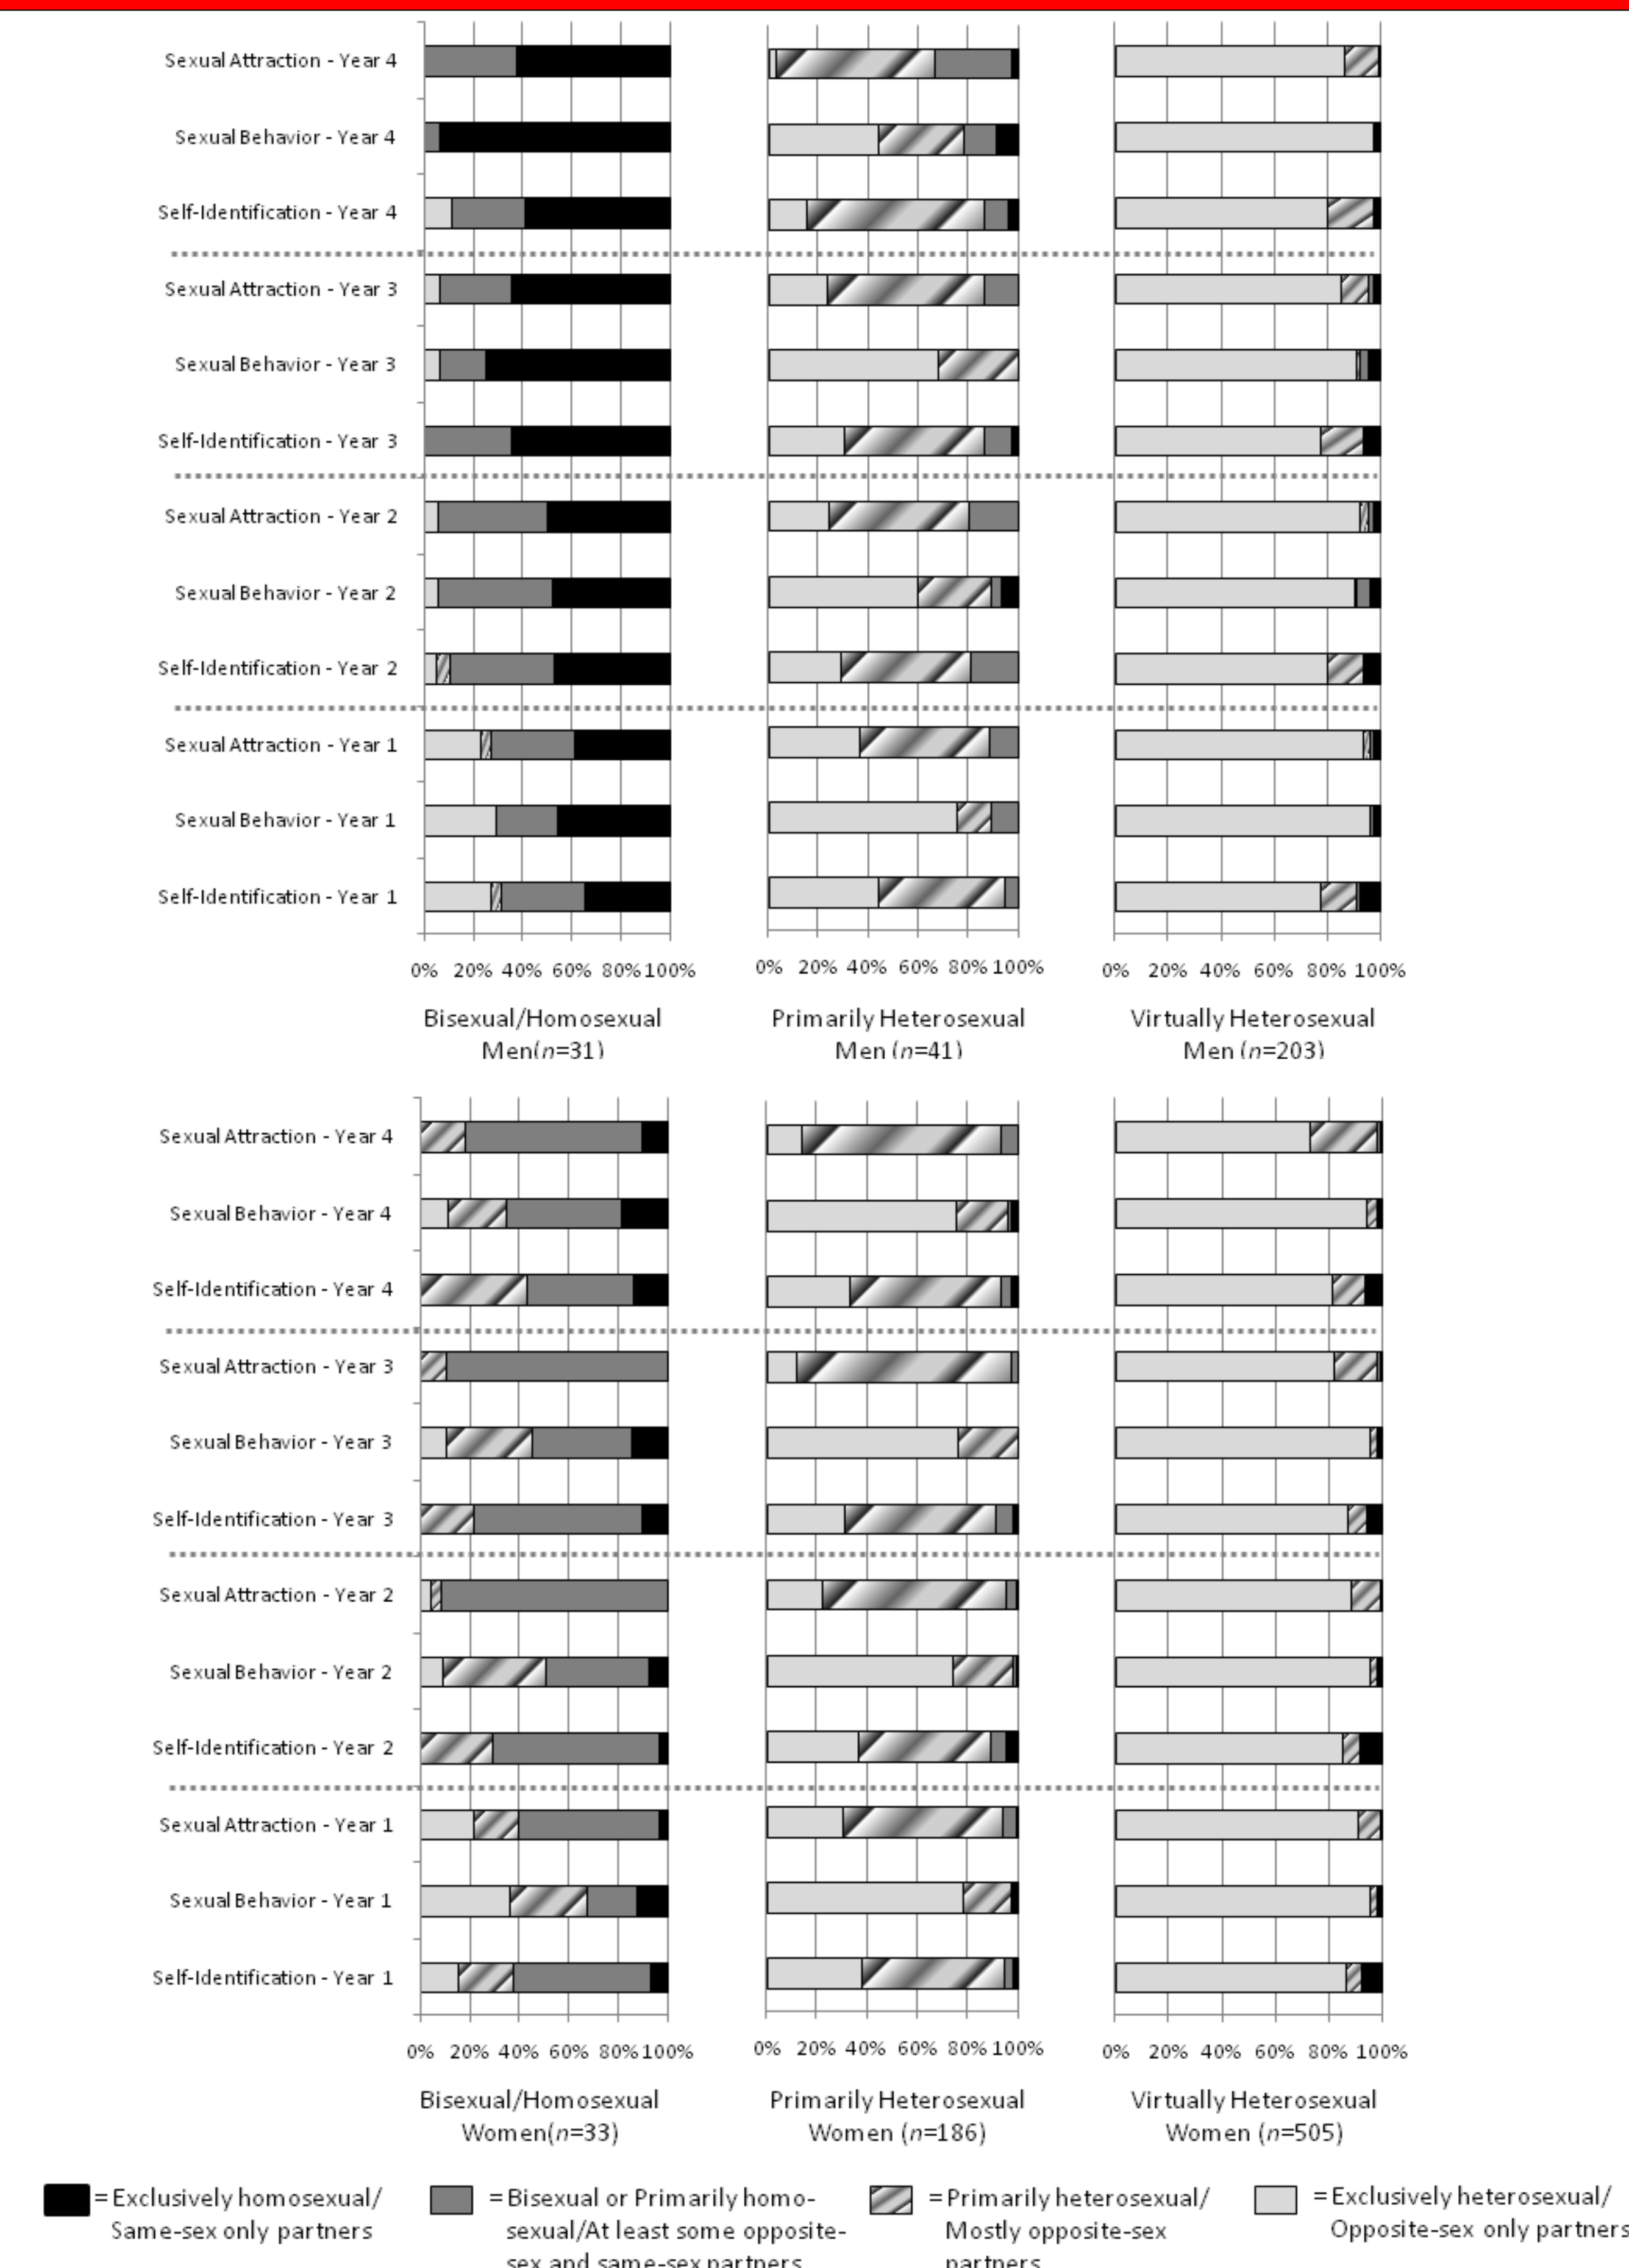 Sexual Attraction - Year 4
Sexual Behavior - Year 4
Self-Identification - Year 4
Sexual Attraction - Year 3
Sexual Behavior - Year 3
Self-Identification - Year 3
Sexual Attraction - Year 2
Sexual Behavior - Year 2
Self-Identification - Year 2
Sexual Attraction - Year 1
Sexual Behavior - Year 1
Self-Identification - Year 1
0% 20% 40% 60% 80% 100%
0% 20% 40% 60% 80% 100%
0% 20% 40% 60% 80% 100%
Bisexual/Homosexual
Men(n=31)
Primarily Heterosexual
Men (n=41)
Virtually Heterosexual
Men (n=203)
Sexual Attraction - Year 4
Sexual Behavior - Year 4
Self-Identification - Year 4
Sexual Attraction - Year 3
Sexual Behavior - Year 3
Self-Identification - Year 3
Sexual Attraction - Year 2
Sexual Behavior - Year 2
Self-Identification - Year 2
Sexual Attraction - Year 1
Sexual Behavior - Year 1
Self-Identification - Year 1
0% 20% 40% 60% 80% 100%
0% 20% 40% 60% 80% 100%
0% 20% 40% 60% 80% 100%
Bisexual/Homosexual
Women(n=33)
Primarily Heterosexual
Women (n=186)
Virtually Heterosexual
Women (n=505)
= Exclusively homosexual/
Same-sex only partners
= Bisexual or Primarily homo-
sexual/At least some opposite-
sex and same-sex partners
= Primarily heterosexual/
Mostly opposite-sex
partners
= Exclusively heterosexual/
Opposite-sex only partners